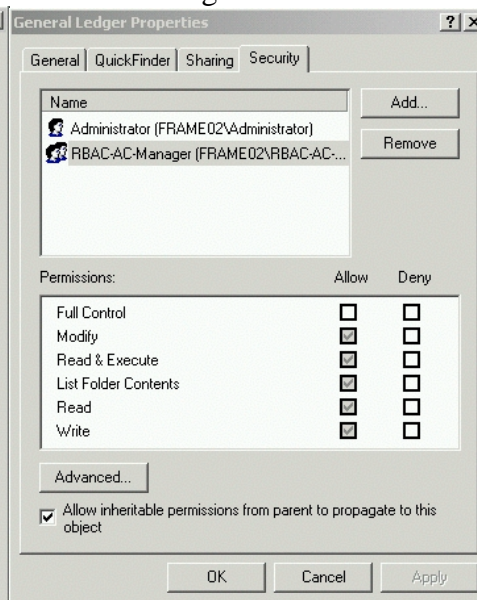 General Ledger Properties
General QuickFinder Sharing Security
Name
Add...
Administrator (FRAME02\Administrator)
Remove
RBAC-AC-Manager (FRAME02\RBAC-AC-...
Permissions: Allow Deny
Full Control
Modify
Read & Execute
List Folder Contents
Read
Write
Advanced...
Allow inheritable permissions from parent to propagate to this
object
OK Cancel Apply